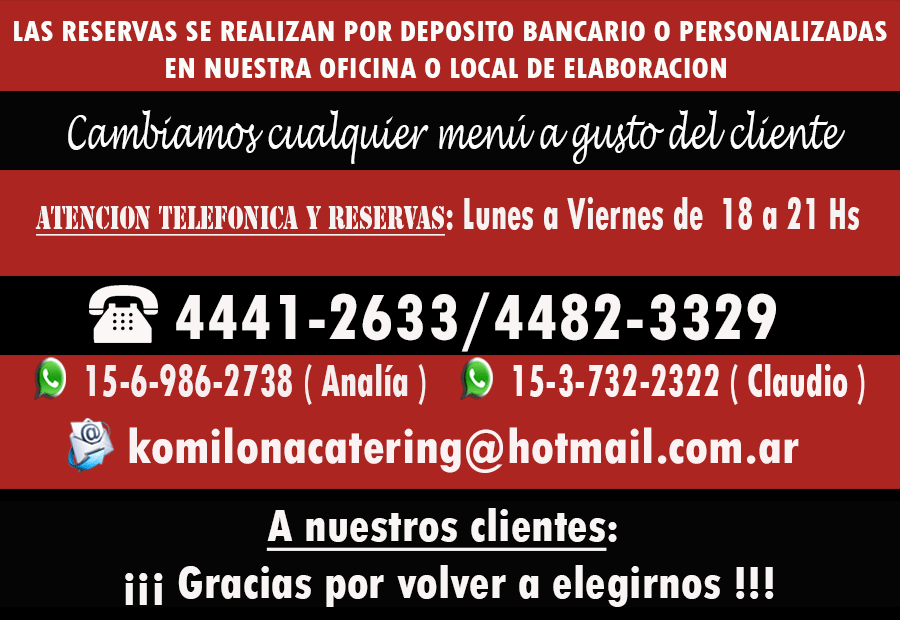 LAS RESERVAS SE REALIZAN POR DEPOSITO BANCARIO O PERSONALIZADAS
EN NUESTRA OFICINA O LOCAL DE ELABORACION
Cambiamos cualquier menú a gusto del cliente
ATENCION TELEFONICA Y RESERVAS: Lunes a Viernes de 18 a 21 Hs
4441-2633/4482-3329
15-6-986-2738 ( Analía ) 15-3-732-2322 ( Claudio )
komilonacatering@hotmail.com.ar
A nuestros clientes:
¡¡¡ Gracias por volver a elegirnos !!!